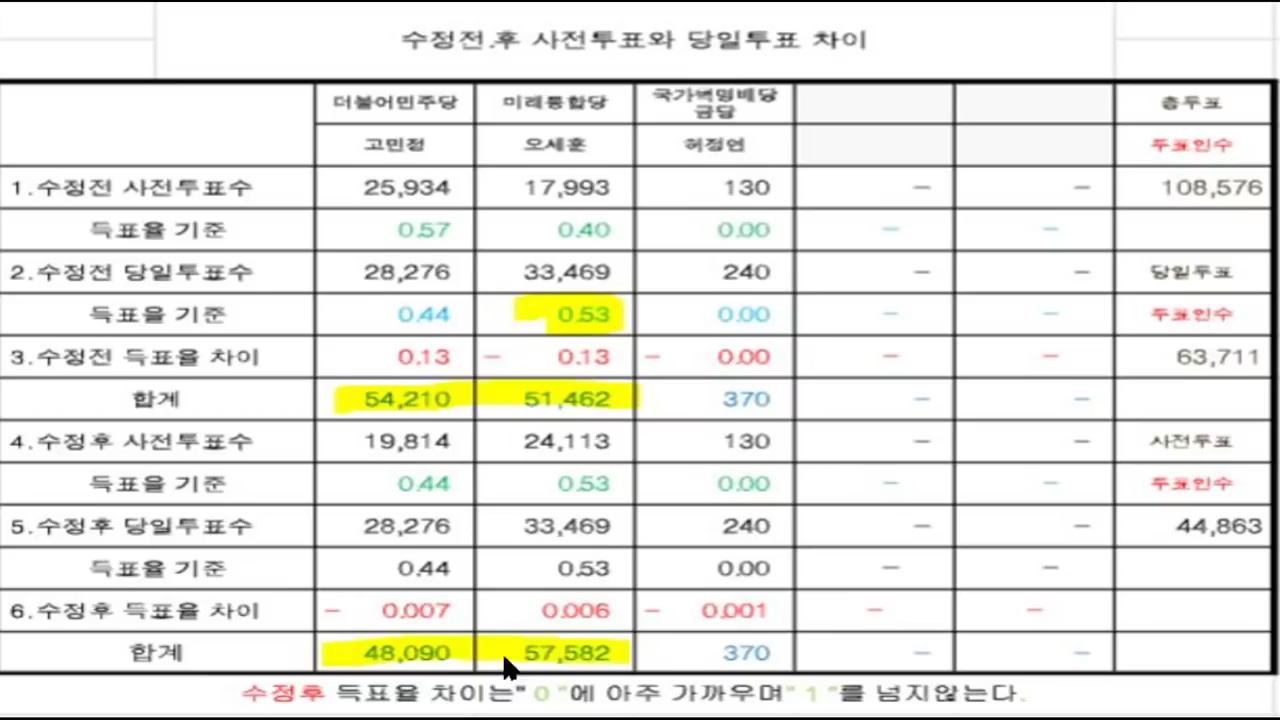 수정전.후 사전투표와 당일투표 차이
더불어민주당 미래통합당 국가혁명배당금당 총투표
고민정 오세훈 허정연 투표인수
1.수정전 사전투표수 25,934 17,993 130 – – 108,576
득표율 기준 0.57 0.40 0.00 – –
2.수정전 당일투표수 28,276 33,469 240 – – 당일투표
득표율 기준 0.44 0.53 0.00 – – 투표인수
3.수정전 득표율 차이 0.13 – 0.13 – 0.00 – – 63,711
합계 54,210 51,462 370 – –
4.수정후 사전투표수 19,814 24,113 130 – – 사전투표
득표율 기준 0.44 0.53 0.00 – – 투표인수
5.수정후 당일투표수 28,276 33,469 240 – – 44,863
득표율 기준 0.44 0.53 0.00 – –
6.수정후 득표율 차이 – 0.007 0.006 – 0.001 – –
합계 48,090 57,582 370 – –
수정후 득표율 차이는" 0 "에 아주 가까우며" 1 "를 넘지않는다.